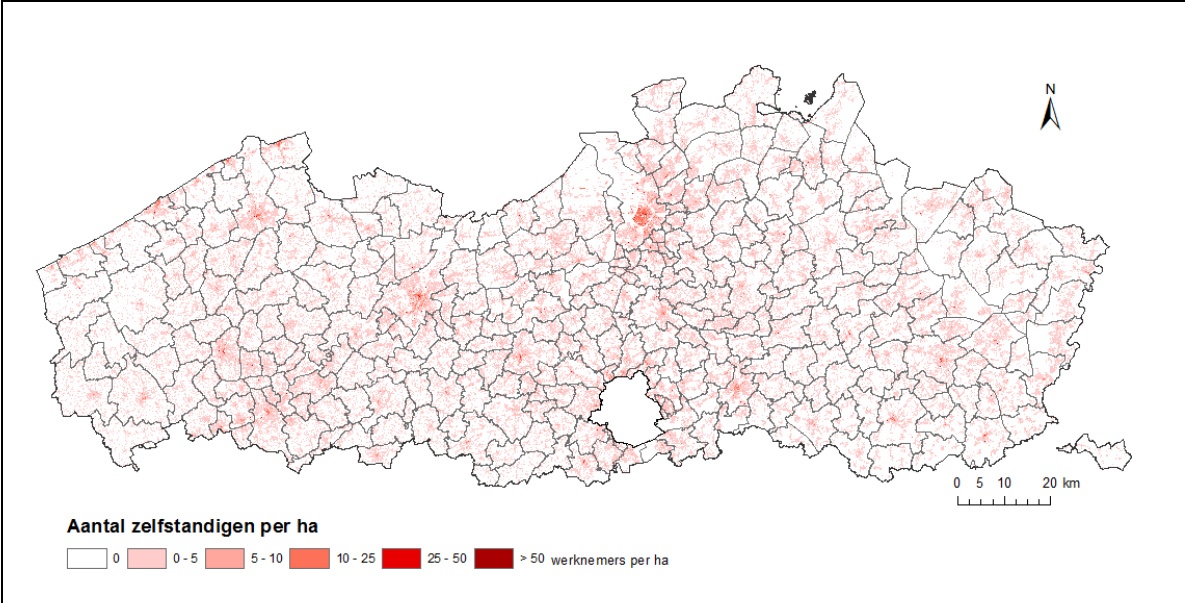 N
0 5 10 20 km
Aantal zelfstandigen per ha
0 0 - 5 5 - 10 10 - 25 25 - 50 > 50 werknemers per ha